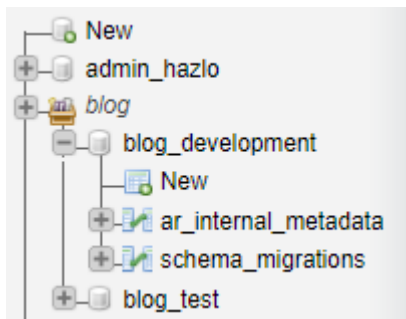 New
admin_hazlo
blog
blog_development
New
ar_internal_metadata
schema_migrations
blog_test